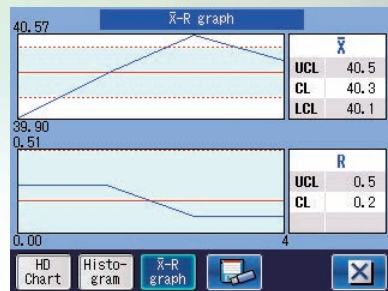 X̄-R graph
40.57
39.90
X̄
UCL 40.5
CL 40.3
LCL 40.1
0.51
0.00
4
R
UCL 0.5
CL 0.2
HD Chart
Histo-gram
X̄-R graph